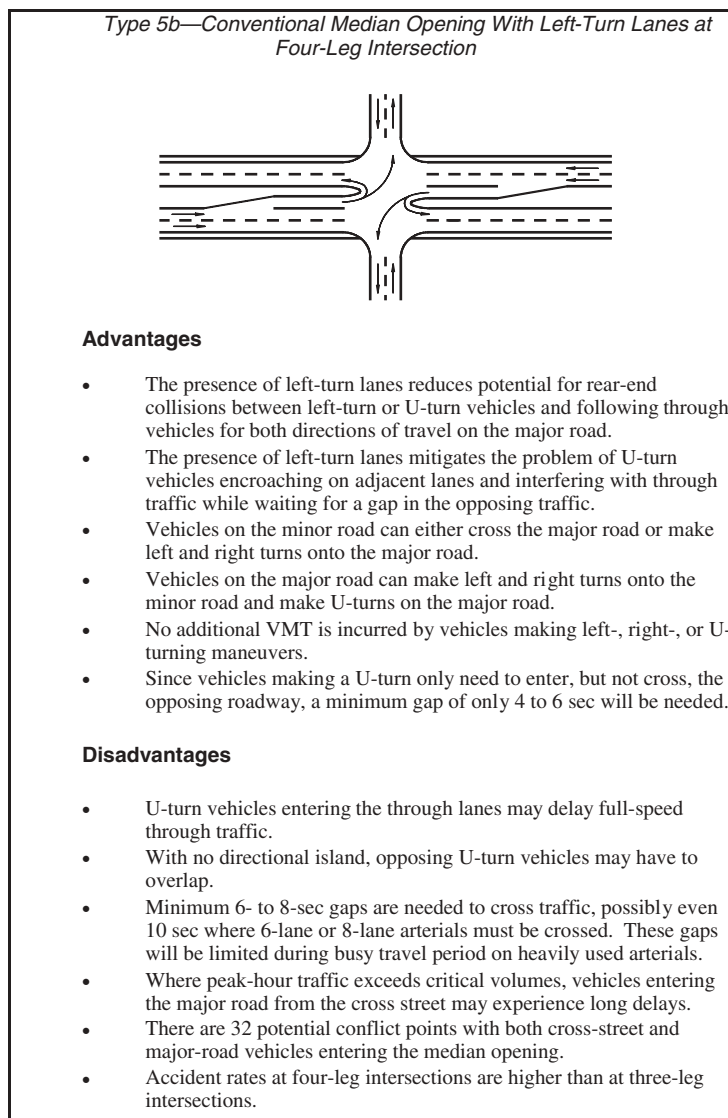 Type 5b—Conventional Median Opening With Left-Turn Lanes at
Four-Leg Intersection
Advantages
• The presence of left-turn lanes reduces potential for rear-end
collisions between left-turn or U-turn vehicles and following through
vehicles for both directions of travel on the major road.
• The presence of left-turn lanes mitigates the problem of U-turn
vehicles encroaching on adjacent lanes and interfering with through
traffic while waiting for a gap in the opposing traffic.
• Vehicles on the minor road can either cross the major road or make
left and right turns onto the major road.
• Vehicles on the major road can make left and right turns onto the
minor road and make U-turns on the major road.
• No additional VMT is incurred by vehicles making left-, right-, or U-
turning maneuvers.
• Since vehicles making a U-turn only need to enter, but not cross, the
opposing roadway, a minimum gap of only 4 to 6 sec will be needed.
Disadvantages
• U-turn vehicles entering the through lanes may delay full-speed
through traffic.
• With no directional island, opposing U-turn vehicles may have to
overlap.
• Minimum 6- to 8-sec gaps are needed to cross traffic, possibly even
10 sec where 6-lane or 8-lane arterials must be crossed.  These gaps
will be limited during busy travel period on heavily used arterials.
• Where peak-hour traffic exceeds critical volumes, vehicles entering
the major road from the cross street may experience long delays.
• There are 32 potential conflict points with both cross-street and
major-road vehicles entering the median opening.
• Accident rates at four-leg intersections are higher than at three-leg
intersections.